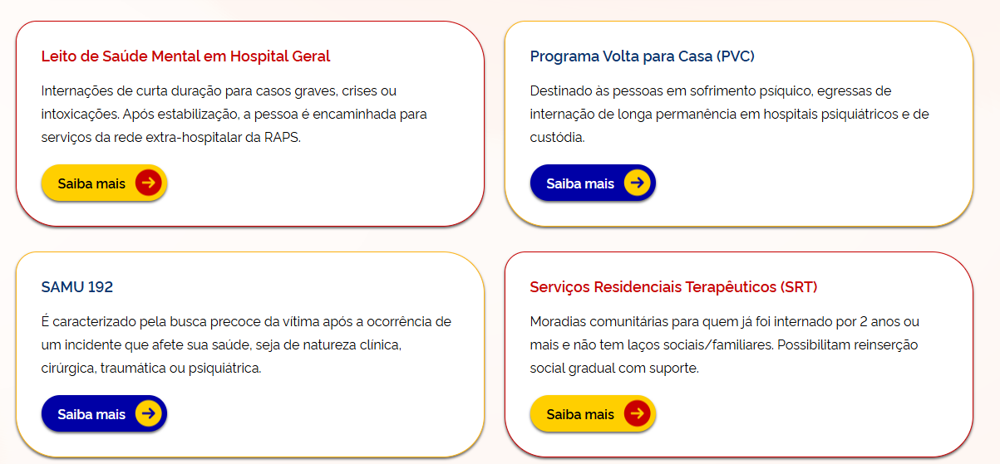 Leito de Saúde Mental em Hospital Geral
Internações de curta duração para casos graves, crises ou
intoxicações. Após estabilização, a pessoa é encaminhada para
serviços da rede extra-hospitalar da RAPS.
Saiba mais
Programa Volta para Casa (PVC)
Destinado às pessoas em sofrimento psíquico, egressas de
internação de longa permanência em hospitais psiquiátricos e de
custódia.
Saiba mais
SAMU 192
É caracterizado pela busca precoce da vítima após a ocorrência de
um incidente que afete sua saúde, seja de natureza clínica,
cirúrgica, traumática ou psiquiátrica.
Saiba mais
Serviços Residenciais Terapêuticos (SRT)
Moradias comunitárias para quem já foi internado por 2 anos ou
mais e não tem laços sociais/familiares. Possibilitam reinserção
social gradual com suporte.
Saiba mais